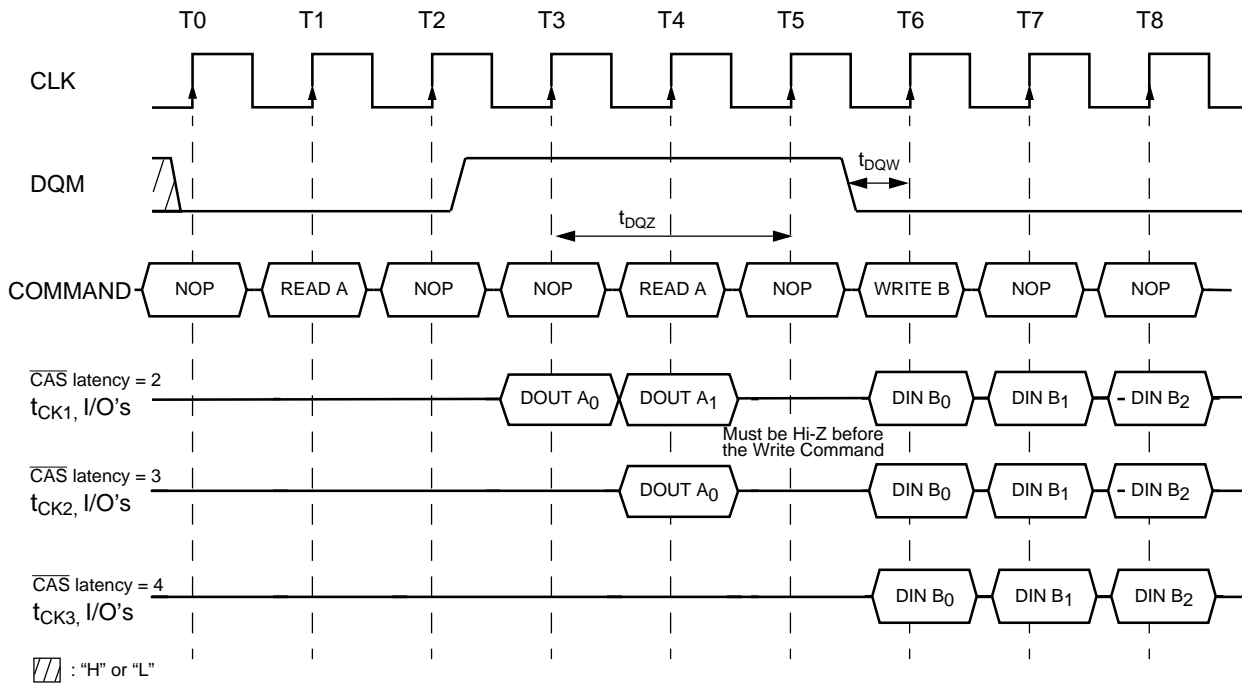 T0 T1 T2 T3 T4 T5 T6 T7 T8
CLK
DQM
tDQW
tDQZ
COMMAND NOP READ A NOP NOP READ A NOP WRITE B NOP NOP
CAS latency = 2
tCK1, I/O's DOUT A0 DOUT A1 DIN B0 DIN B1 DIN B2
Must be Hi-Z before
the Write Command
CAS latency = 3
tCK2, I/O's DOUT A0 DIN B0 DIN B1 DIN B2
CAS latency = 4
tCK3, I/O's DIN B0 DIN B1 DIN B2
: “H” or “L”